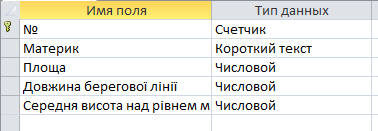 Имя поля Тип данных
№ Счетчик
Материк Короткий текст
Площа Числовой
Довжина берегової лінії Числовой
Середня висота над рівнем м Числовой